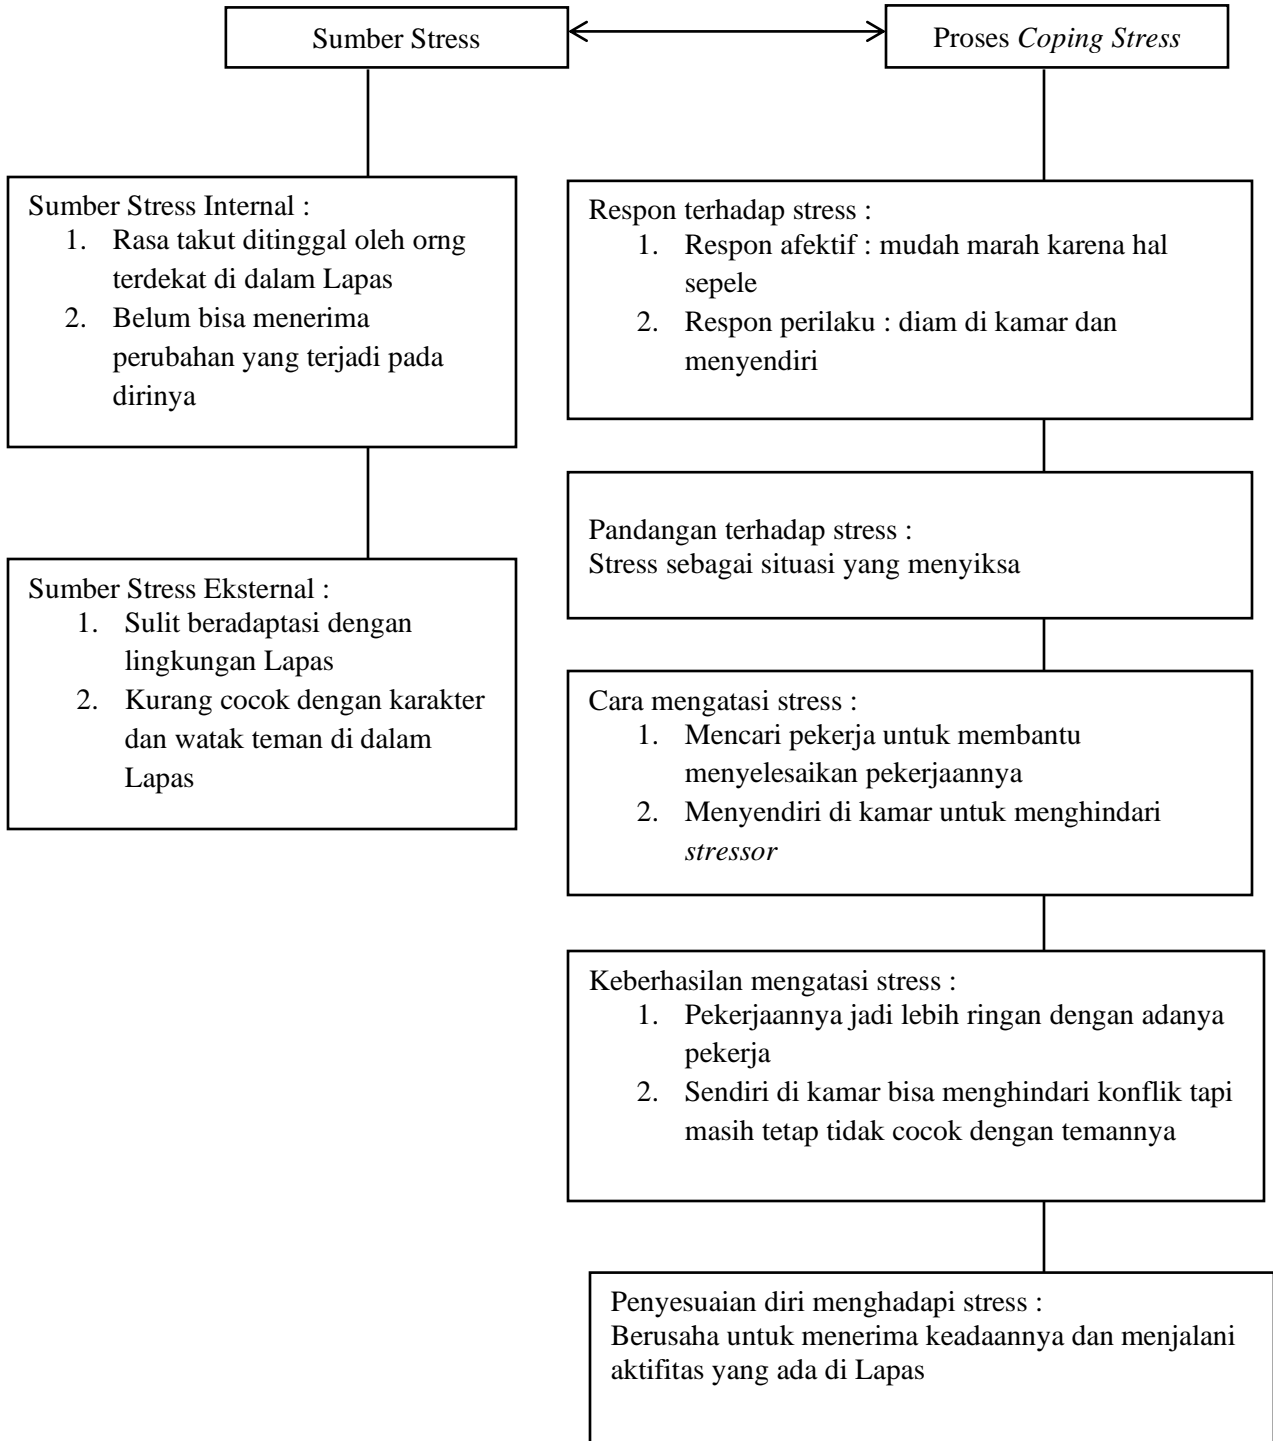 Sumber Stress
Proses Coping Stress
Sumber Stress Internal :
1. Rasa takut ditinggal oleh orng
terdekat di dalam Lapas
2. Belum bisa menerima
perubahan yang terjadi pada
dirinya
Sumber Stress Eksternal :
1. Sulit beradaptasi dengan
lingkungan Lapas
2. Kurang cocok dengan karakter
dan watak teman di dalam
Lapas
Respon terhadap stress :
1. Respon afektif : mudah marah karena hal
sepele
2. Respon perilaku : diam di kamar dan
menyendiri
Pandangan terhadap stress :
Stress sebagai situasi yang menyiksa
Cara mengatasi stress :
1. Mencari pekerja untuk membantu
menyelesaikan pekerjaannya
2. Menyendiri di kamar untuk menghindari
stressor
Keberhasilan mengatasi stress :
1. Pekerjaannya jadi lebih ringan dengan adanya
pekerja
2. Sendiri di kamar bisa menghindari konflik tapi
masih tetap tidak cocok dengan temannya
Penyesuaian diri menghadapi stress :
Berusaha untuk menerima keadaannya dan menjalani
aktifitas yang ada di Lapas